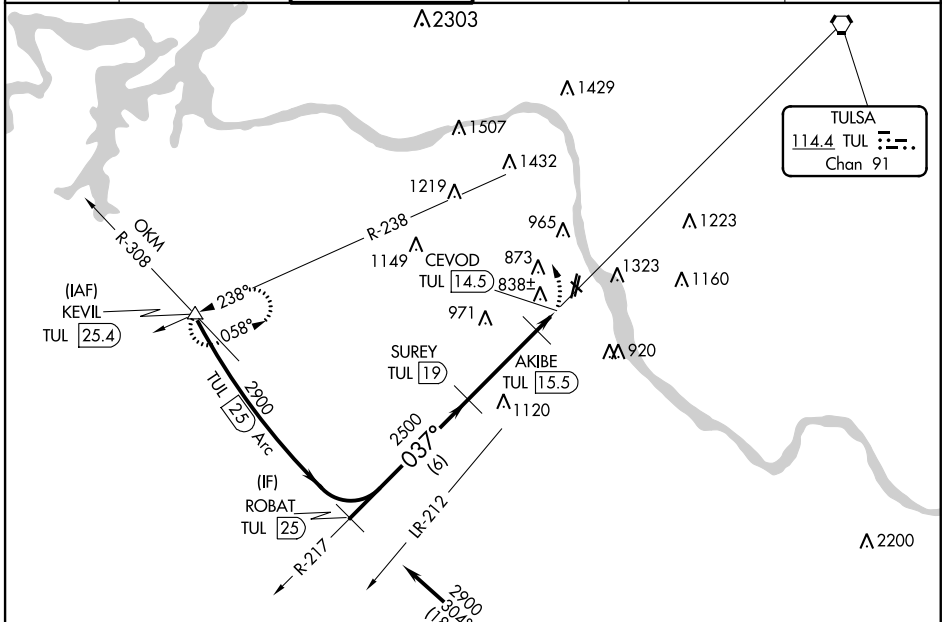 2303
1429
TULSA
114.4 TUL
Chan 91
1507
1432
1219
R-238
965
1223
OKM
R-308
1149
CEVOD
TUL 14.5
873
838±
1323
1160
(IAF)
KEVIL
TUL 25.4
238°
058°
971
920
SUREY
TUL 19
AKIBE
TUL 15.5
2900
TUL 25 Arc
1120
2500
037°
(6)
(IF)
ROBAT
TUL 25
LR-212
R-217
2200
2900
304°